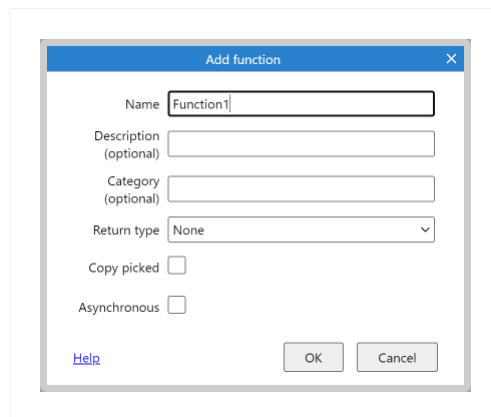 Add function
Name Function1
Description
(optional)
Category
(optional)
Return type None
Copy picked
Asynchronous
Help OK Cancel